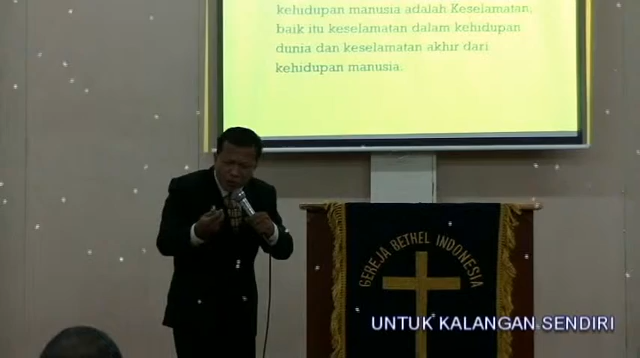 kehidupan manusia adalah Keselamatan,
baik itu keselamatan dalam kehidupan
dunia dan keselamatan akhir dari
kehidupan manusia.
GEREJA BETHEL INDONESIA
UNTUK KALANGAN SENDIRI